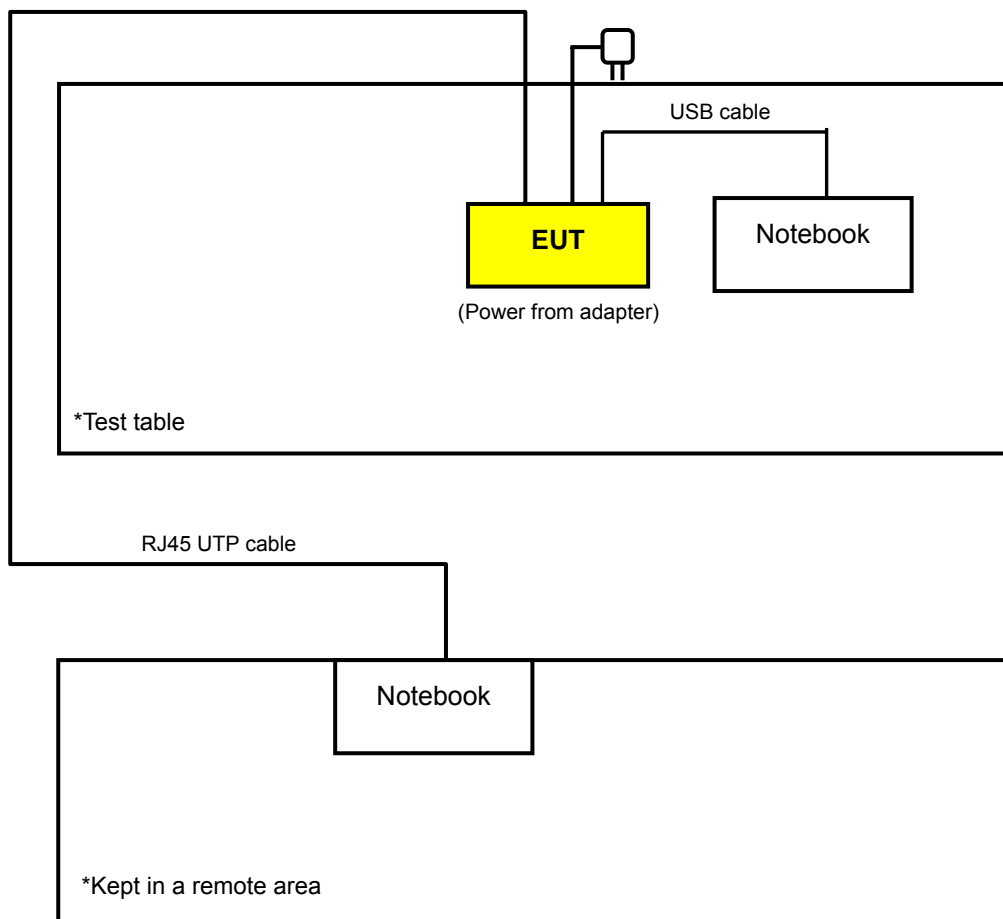 USB cable
EUT
Notebook
(Power from adapter)
*Test table
RJ45 UTP cable
Notebook
*Kept in a remote area